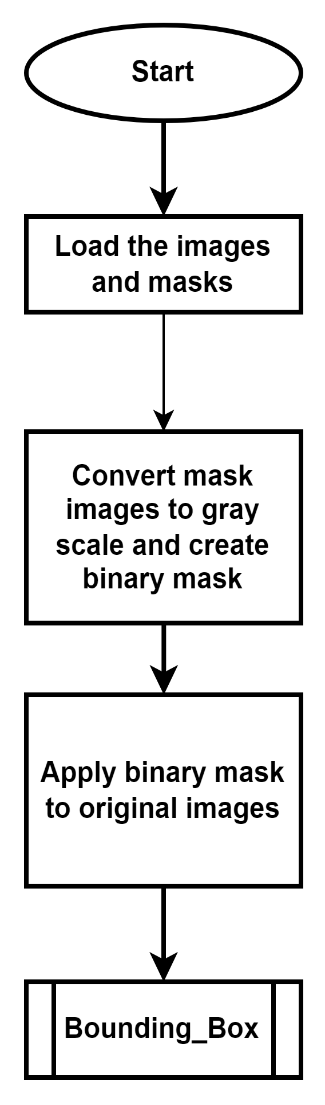 Start
Load the images
and masks
Convert mask
images to gray
scale and create
binary mask
Apply binary mask
to original images
Bounding_Box